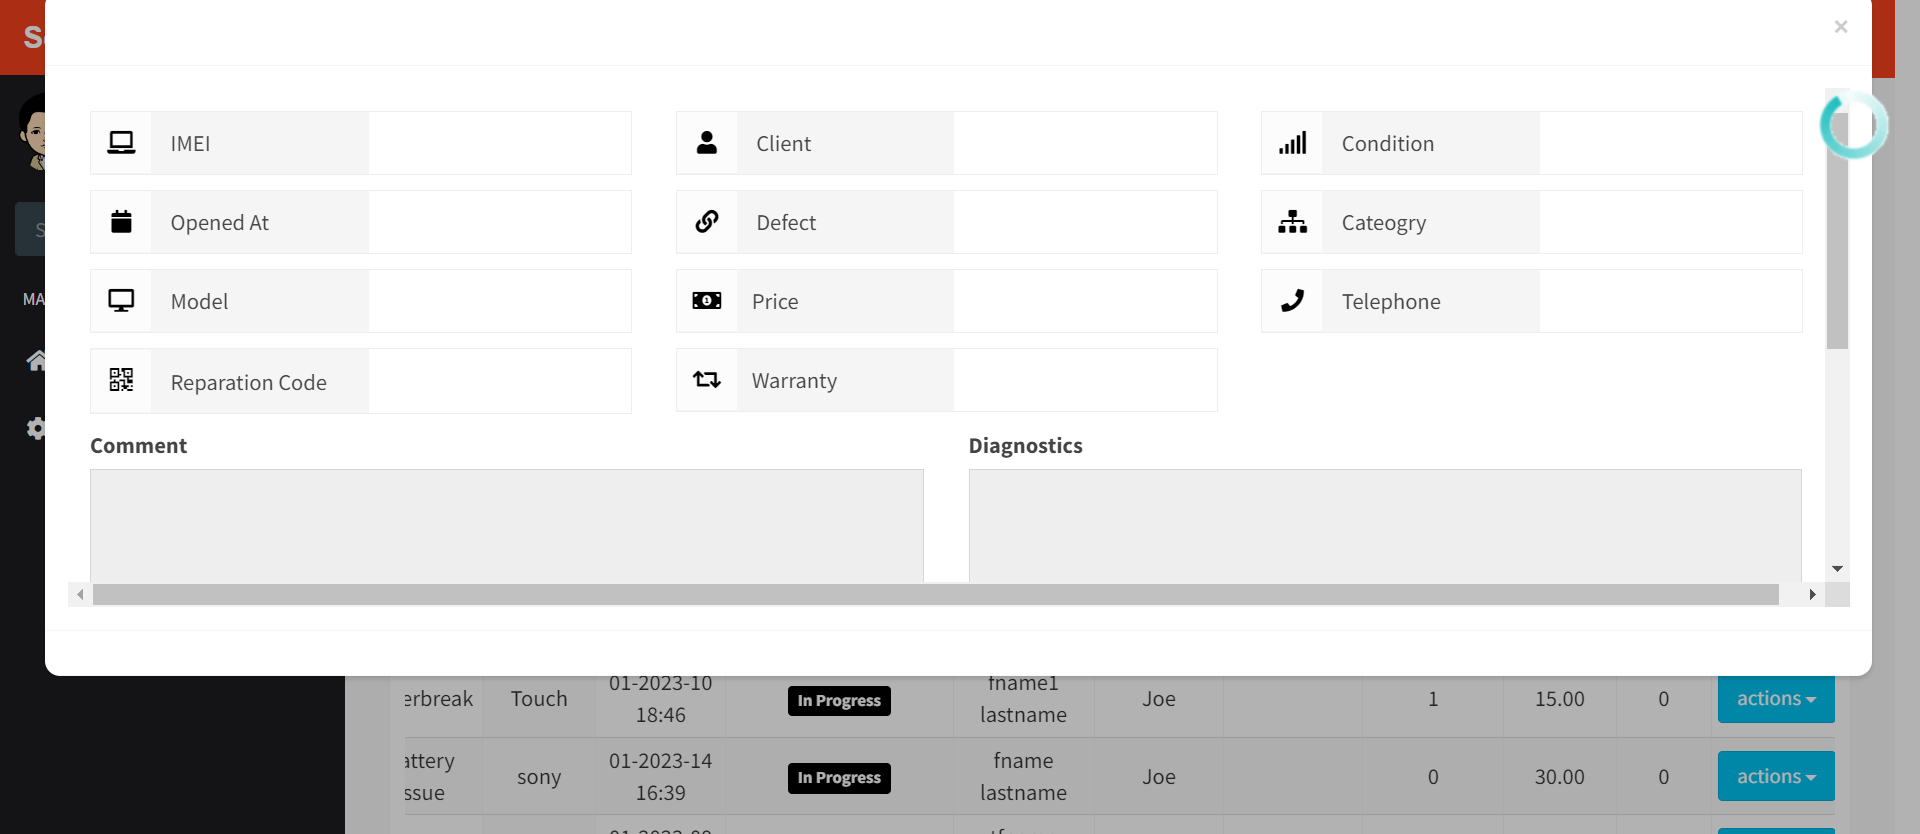 ×
IMEI Client Condition
Opened At Defect Cateogry
Model Price Telephone
Reparation Code Warranty
Comment Diagnostics
MA
erbreak Touch 01-2023-10 18:46 In Progress fname1 lastname Joe 1 15.00 0 actions
attery ssue sony 01-2023-14 16:39 In Progress fname lastname Joe 0 30.00 0 actions